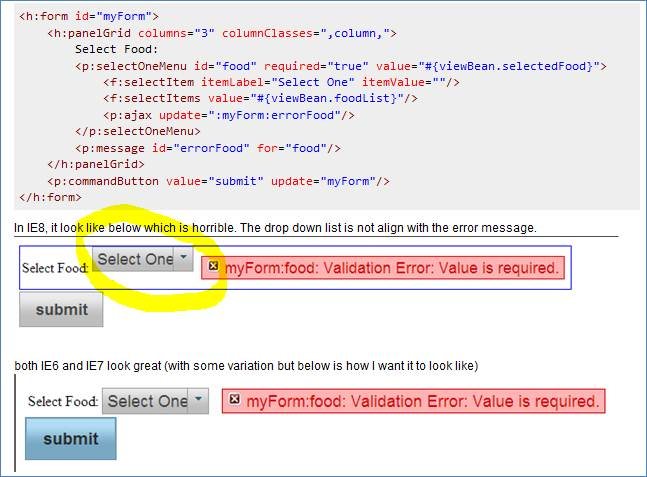 <h:form id="myForm">
<h:panelGrid columns="3" columnClasses=",column,">
Select Food:
<p:selectOneMenu id="food" required="true" value="#{viewBean.selectedFood}">
<f:selectItem itemLabel="Select One" itemValue=""/>
<f:selectItems value="#{viewBean.foodList}"/>
<p:ajax update=":myForm:errorFood"/>
</p:selectOneMenu>
<p:message id="errorFood" for="food"/>
</h:panelGrid>
<p:commandButton value="submit" update="myForm"/>
</h:form>
In IE8, it look like below which is horrible. The drop down list is not align with the error message.
Select Food: Select One myForm:food: Validation Error: Value is required.
submit
both IE6 and IE7 look great (with some variation but below is how I want it to look like)
Select Food: Select One myForm:food: Validation Error: Value is required.
submit